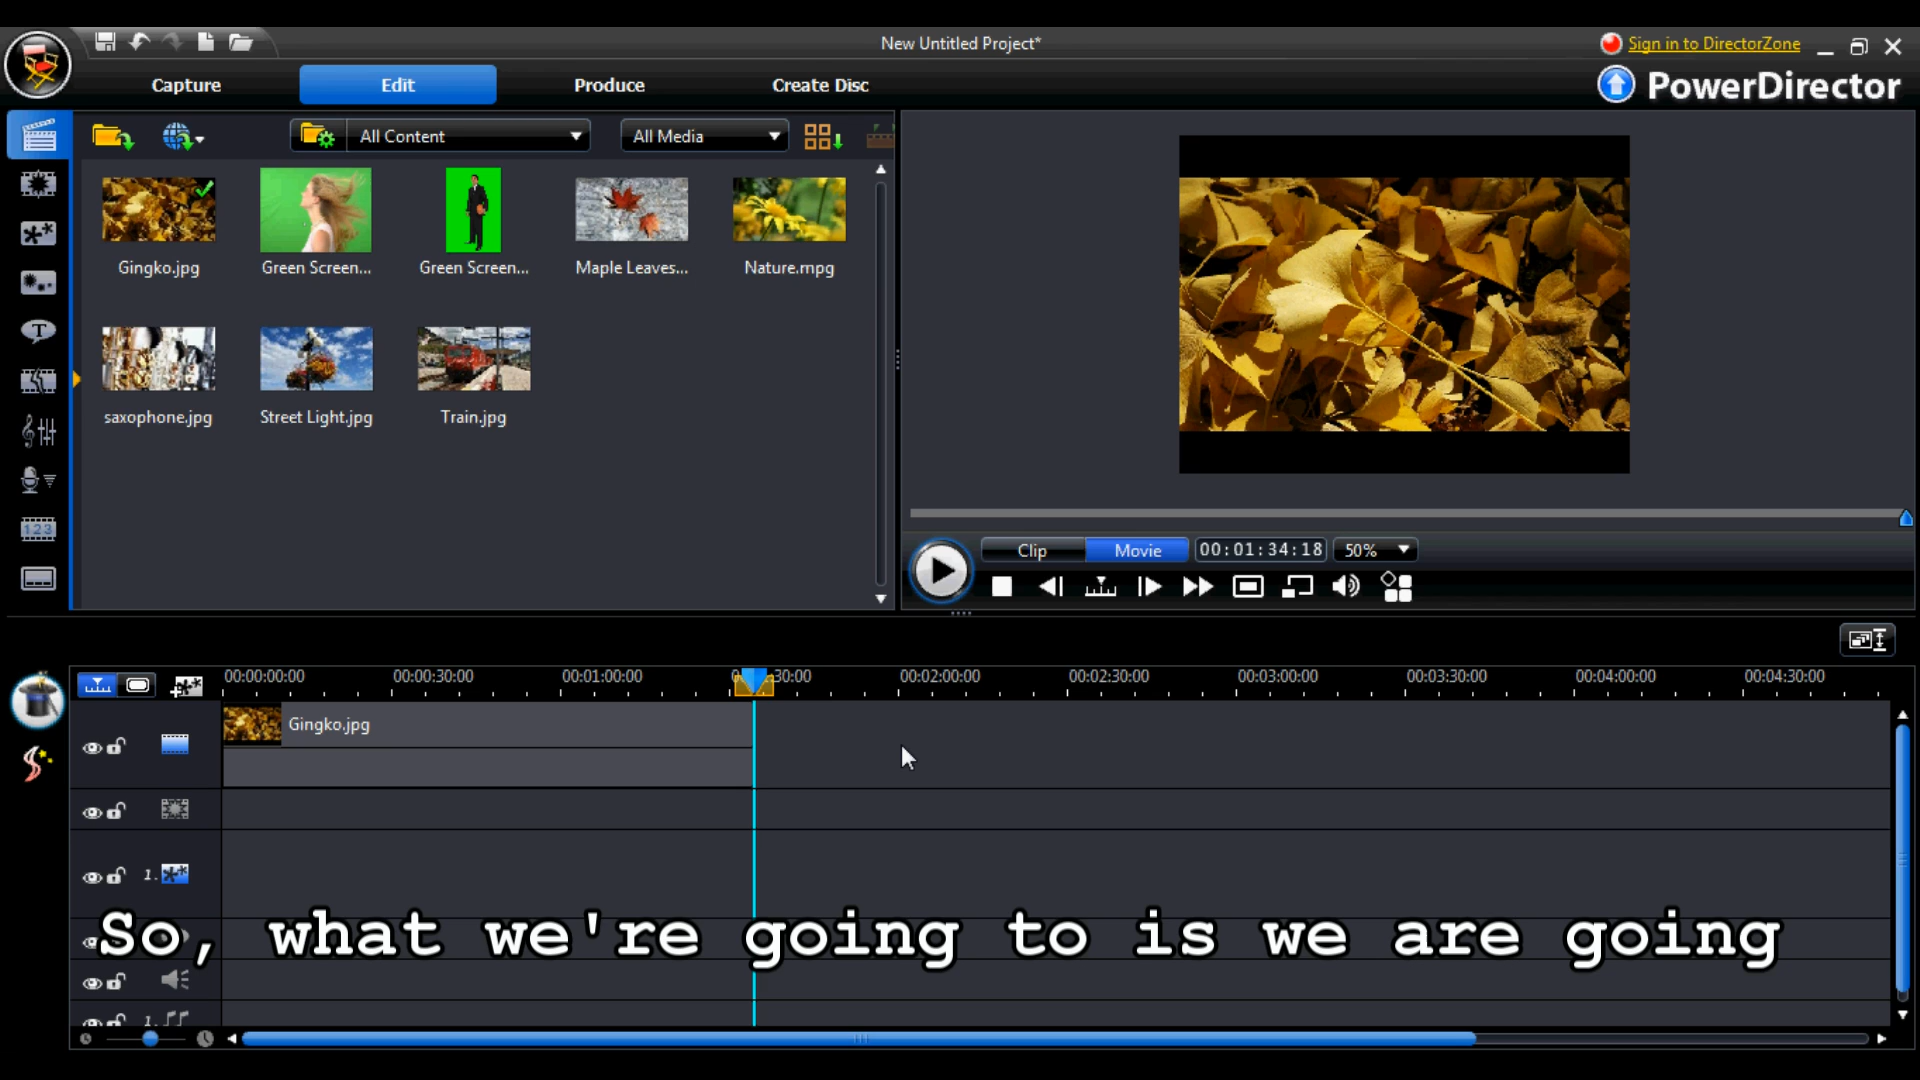 New Untitled Project*
Sign in to DirectorZone
Capture
Edit
Produce
Create Disc
PowerDirector
All Content
All Media
Gingko.jpg
Green Screen...
Green Screen...
Maple Leaves...
Nature.mpg
saxophone.jpg
Street Light.jpg
Train.jpg
T
123
Clip
Movie
00:01:34:18
50%
00:00:00:00
00:00:30:00
00:01:00:00
30:00
00:02:00:00
00:02:30:00
00:03:00:00
00:03:30:00
00:04:00:00
00:04:30:00
Gingko.jpg
1.
So, what we're going to is we are going
1.